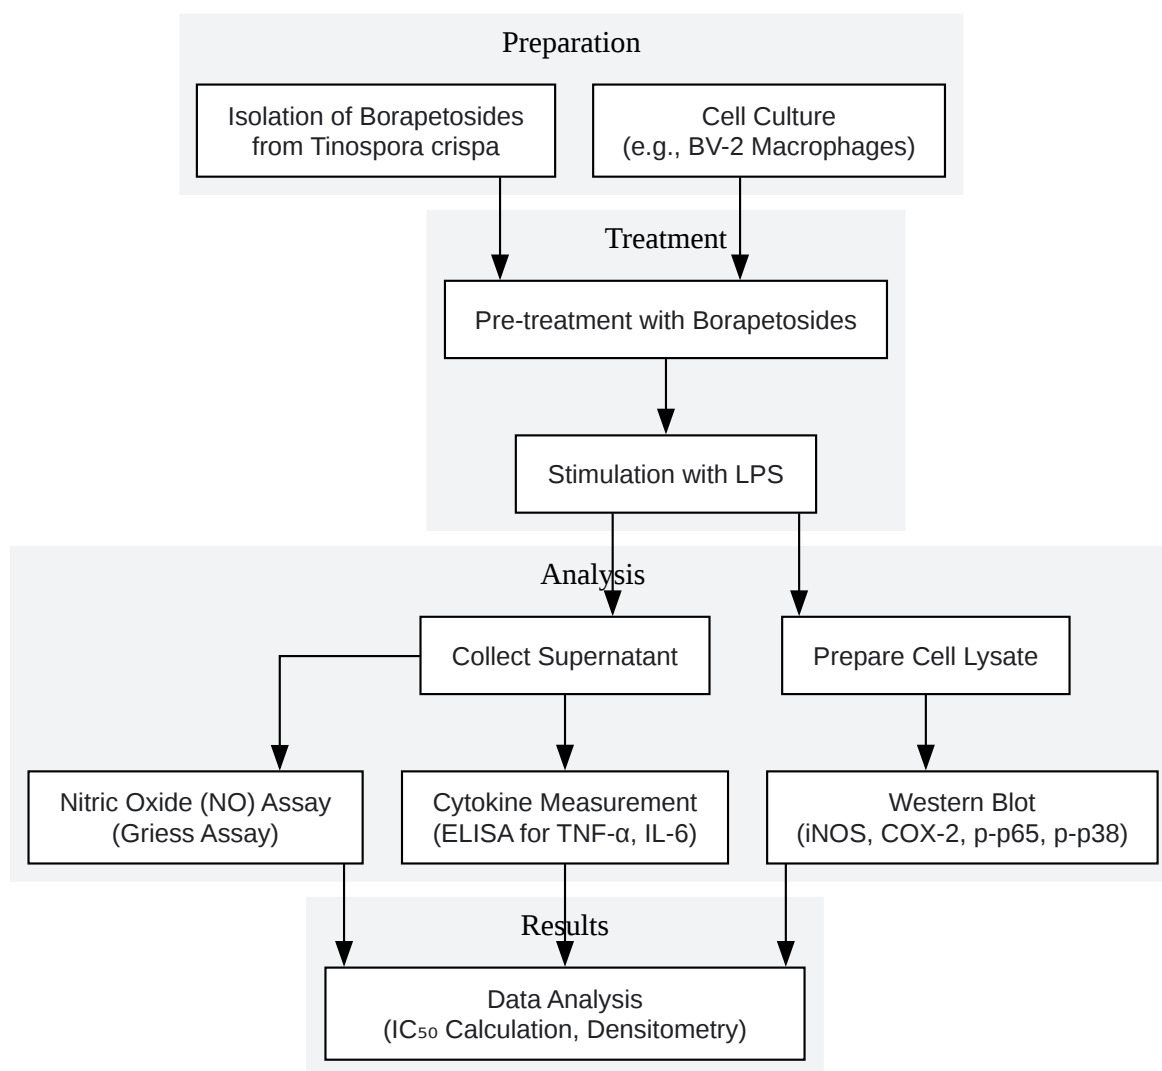 Preparation
Isolation of Borapetosides
from Tinospora crispa
Cell Culture
(e.g., BV-2 Macrophages)
Treatment
Pre-treatment with Borapetosides
Stimulation with LPS
Analysis
Collect Supernatant
Prepare Cell Lysate
Nitric Oxide (NO) Assay
(Griess Assay)
Cytokine Measurement
(ELISA for TNF-α, IL-6)
Western Blot
(iNOS, COX-2, p-p65, p-p38)
Results
Data Analysis
(IC₅₀ Calculation, Densitometry)